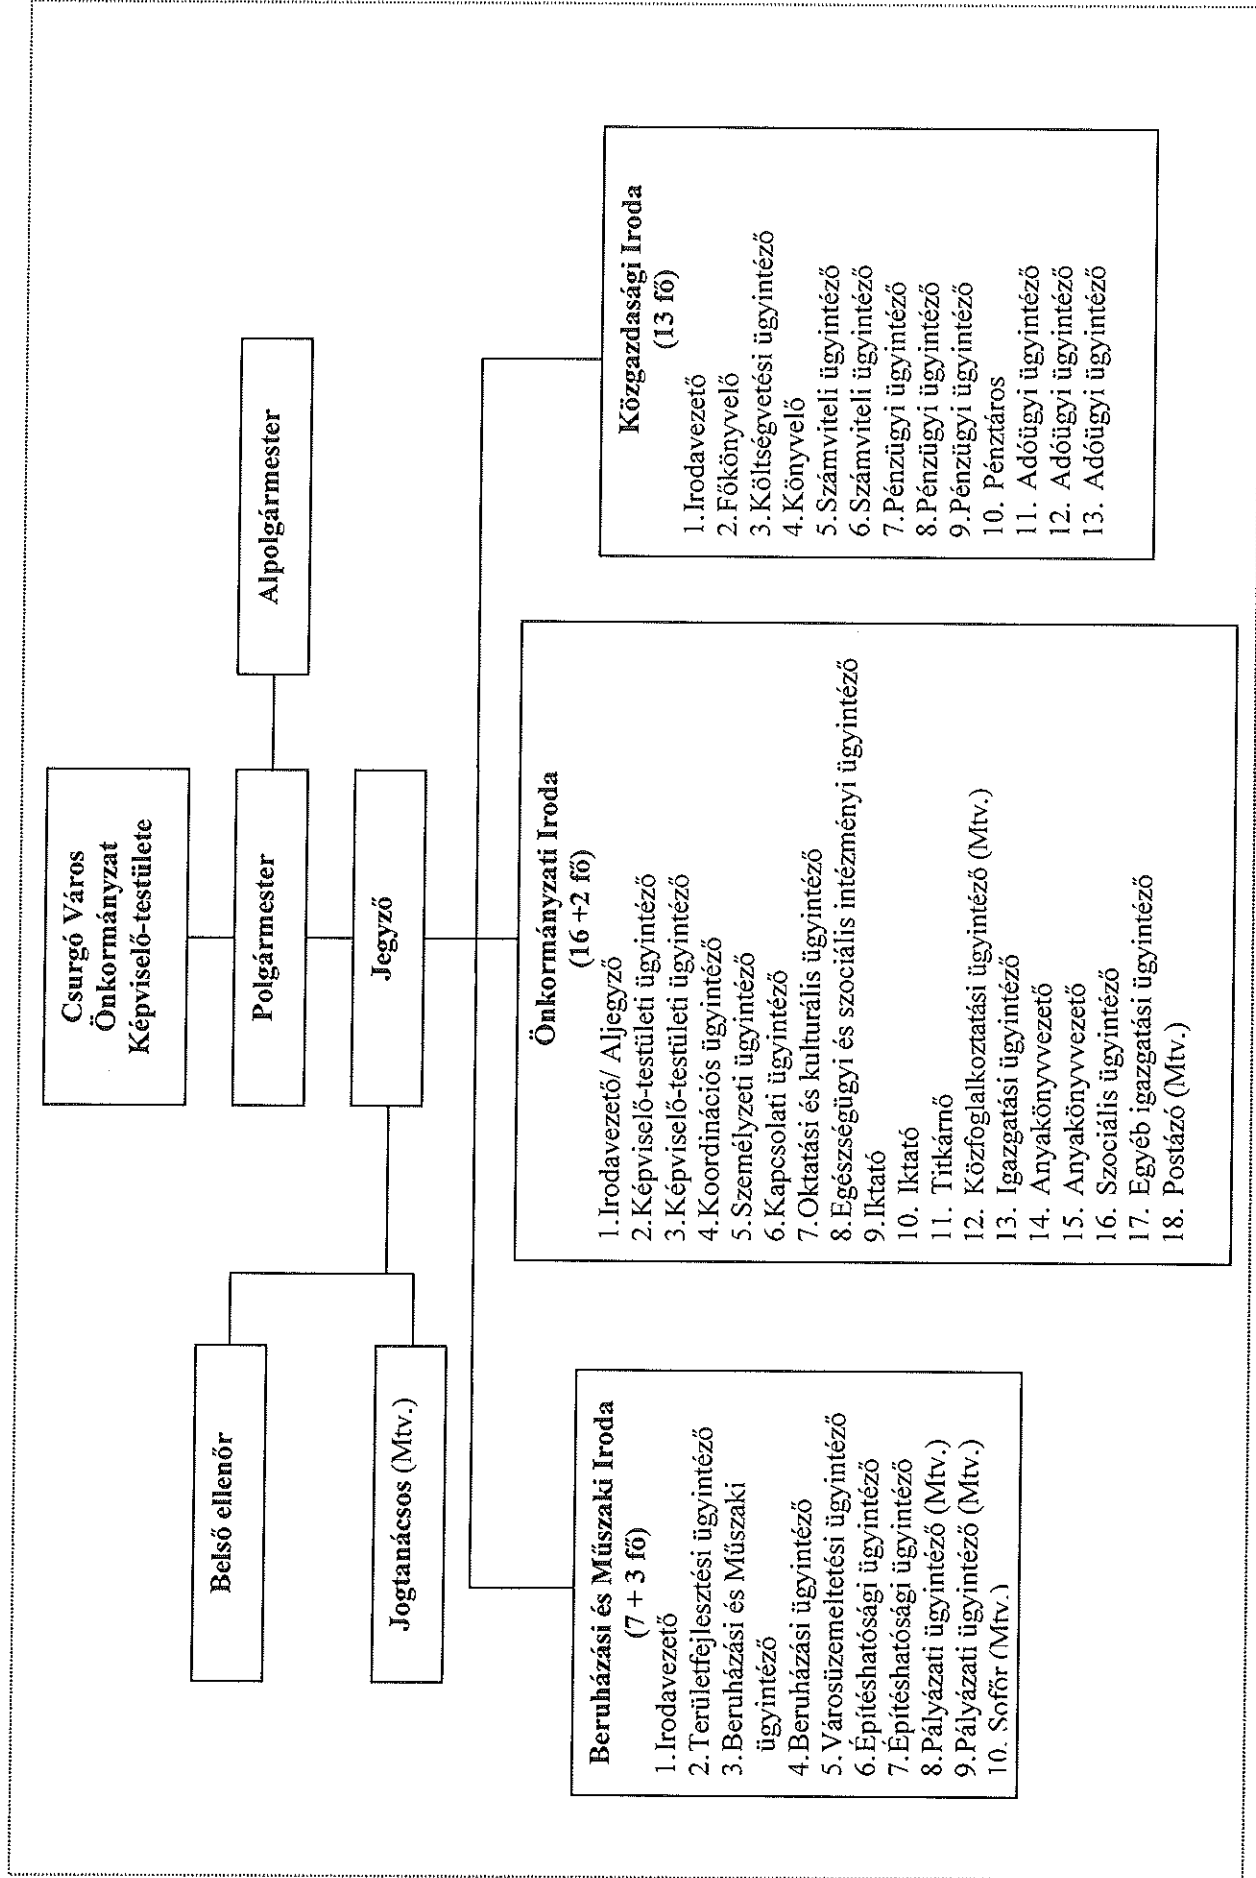 Csurgó Város
Önkormányzat
Képviselő-testülete
Polgármester
Alpolgármester
Jegyző
Belső ellenőr
Jogtanácsos (Mtv.)
Beruházási és Műszaki Iroda
(7 + 3 fő)
1.Irodavezető
2.Területfejlesztési ügyintéző
3.Beruházási és Műszaki
ügyintéző
4.Beruházási ügyintéző
5.Városüzemeltetési ügyintéző
6.Építéshatósági ügyintéző
7.Építéshatósági ügyintéző
8.Pályázati ügyintéző (Mtv.)
9.Pályázati ügyintéző (Mtv.)
10. Sofőr (Mtv.)
Önkormányzati Iroda
(16 +2 fő)
1.Irodavezető/ Aljegyző
2.Képviselő-testületi ügyintéző
3.Képviselő-testületi ügyintéző
4.Koordinációs ügyintéző
5.Személyzeti ügyintéző
6.Kapcsolati ügyintéző
7.Oktatási és kulturális ügyintéző
8.Egészségügyi és szociális intézményi ügyintéző
9.Iktató
10. Iktató
11. Titkárnő
12. Közfoglalkoztatási ügyintéző (Mtv.)
13. Igazgatási ügyintéző
14. Anyakönyvvezető
15. Anyakönyvvezető
16. Szociális ügyintéző
17. Egyéb igazgatási ügyintéző
18. Postázó (Mtv.)
Közgazdasági Iroda
(13 fő)
1.Irodavezető
2.Főkönyvelő
3.Költségvetési ügyintéző
4.Könyvelő
5.Számviteli ügyintéző
6.Számviteli ügyintéző
7.Pénzügyi ügyintéző
8.Pénzügyi ügyintéző
9.Pénzügyi ügyintéző
10. Pénztáros
11. Adóügyi ügyintéző
12. Adóügyi ügyintéző
13. Adóügyi ügyintéző